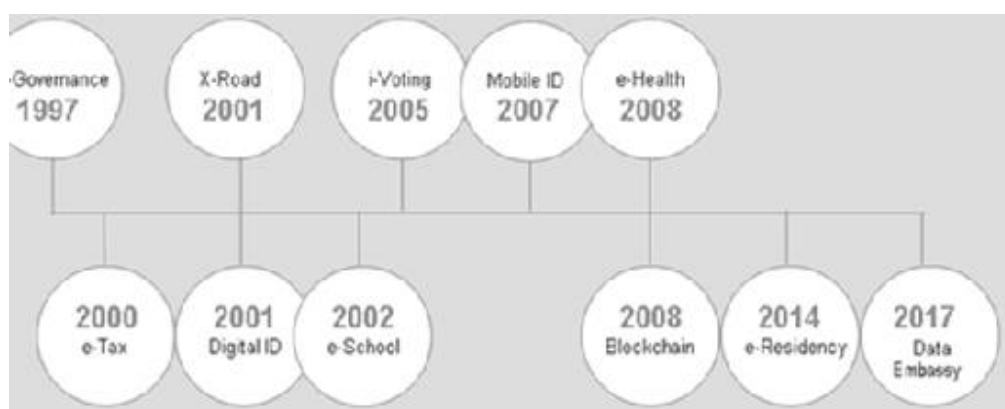 -Governance
1997
X-Road
2001
i-Voting
2005
Mobile ID
2007
e-Health
2008
2000
e-Tax
2001
Digital ID
2002
e-School
2008
Blockchain
2014
e-Residency
2017
Data
Embassy